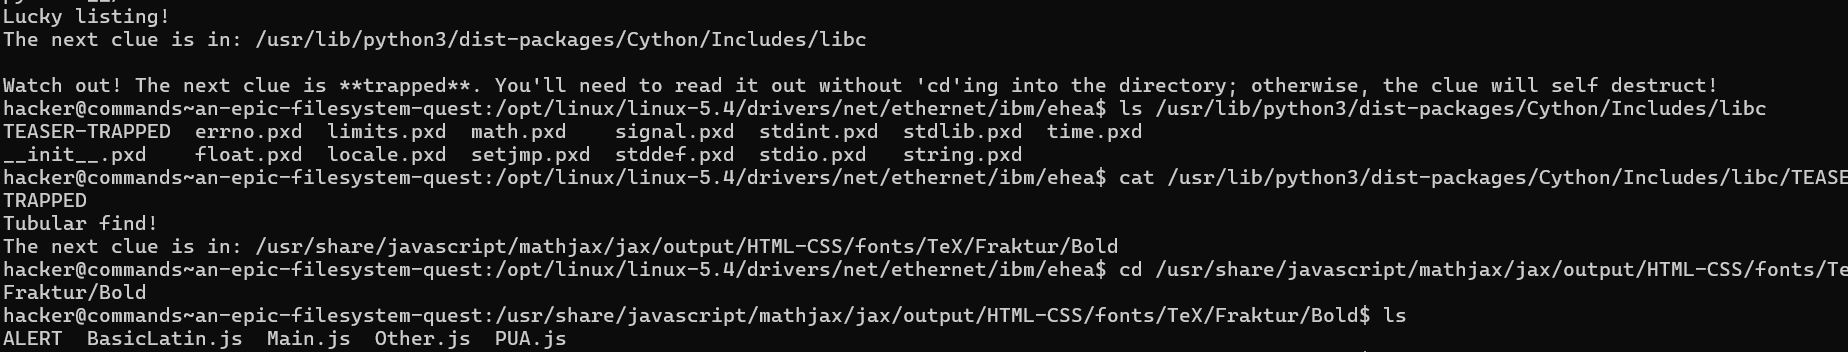 Lucky listing!
The next clue is in: /usr/lib/python3/dist-packages/Cython/Includes/libc
Watch out! The next clue is **trapped**. You'll need to read it out without 'cd'ing into the directory; otherwise, the clue will self destruct!
hacker@commands~an-epic-filesystem-quest:/opt/linux/linux-5.4/drivers/net/ethernet/ibm/ehea$ ls /usr/lib/python3/dist-packages/Cython/Includes/libc
TEASER-TRAPPED  errno.pxd  limits.pxd  math.pxd    signal.pxd  stdint.pxd  stdlib.pxd  time.pxd
__init__.pxd    float.pxd  locale.pxd  setjmp.pxd  stddef.pxd  stdio.pxd   string.pxd
hacker@commands~an-epic-filesystem-quest:/opt/linux/linux-5.4/drivers/net/ethernet/ibm/ehea$ cat /usr/lib/python3/dist-packages/Cython/Includes/libc/TEASE
TRAPPED
Tubular find!
The next clue is in: /usr/share/javascript/mathjax/jax/output/HTML-CSS/fonts/TeX/Fraktur/Bold
hacker@commands~an-epic-filesystem-quest:/opt/linux/linux-5.4/drivers/net/ethernet/ibm/ehea$ cd /usr/share/javascript/mathjax/jax/output/HTML-CSS/fonts/Te
Fraktur/Bold
hacker@commands~an-epic-filesystem-quest:/usr/share/javascript/mathjax/jax/output/HTML-CSS/fonts/TeX/Fraktur/Bold$ ls
ALERT  BasicLatin.js  Main.js  Other.js  PUA.js